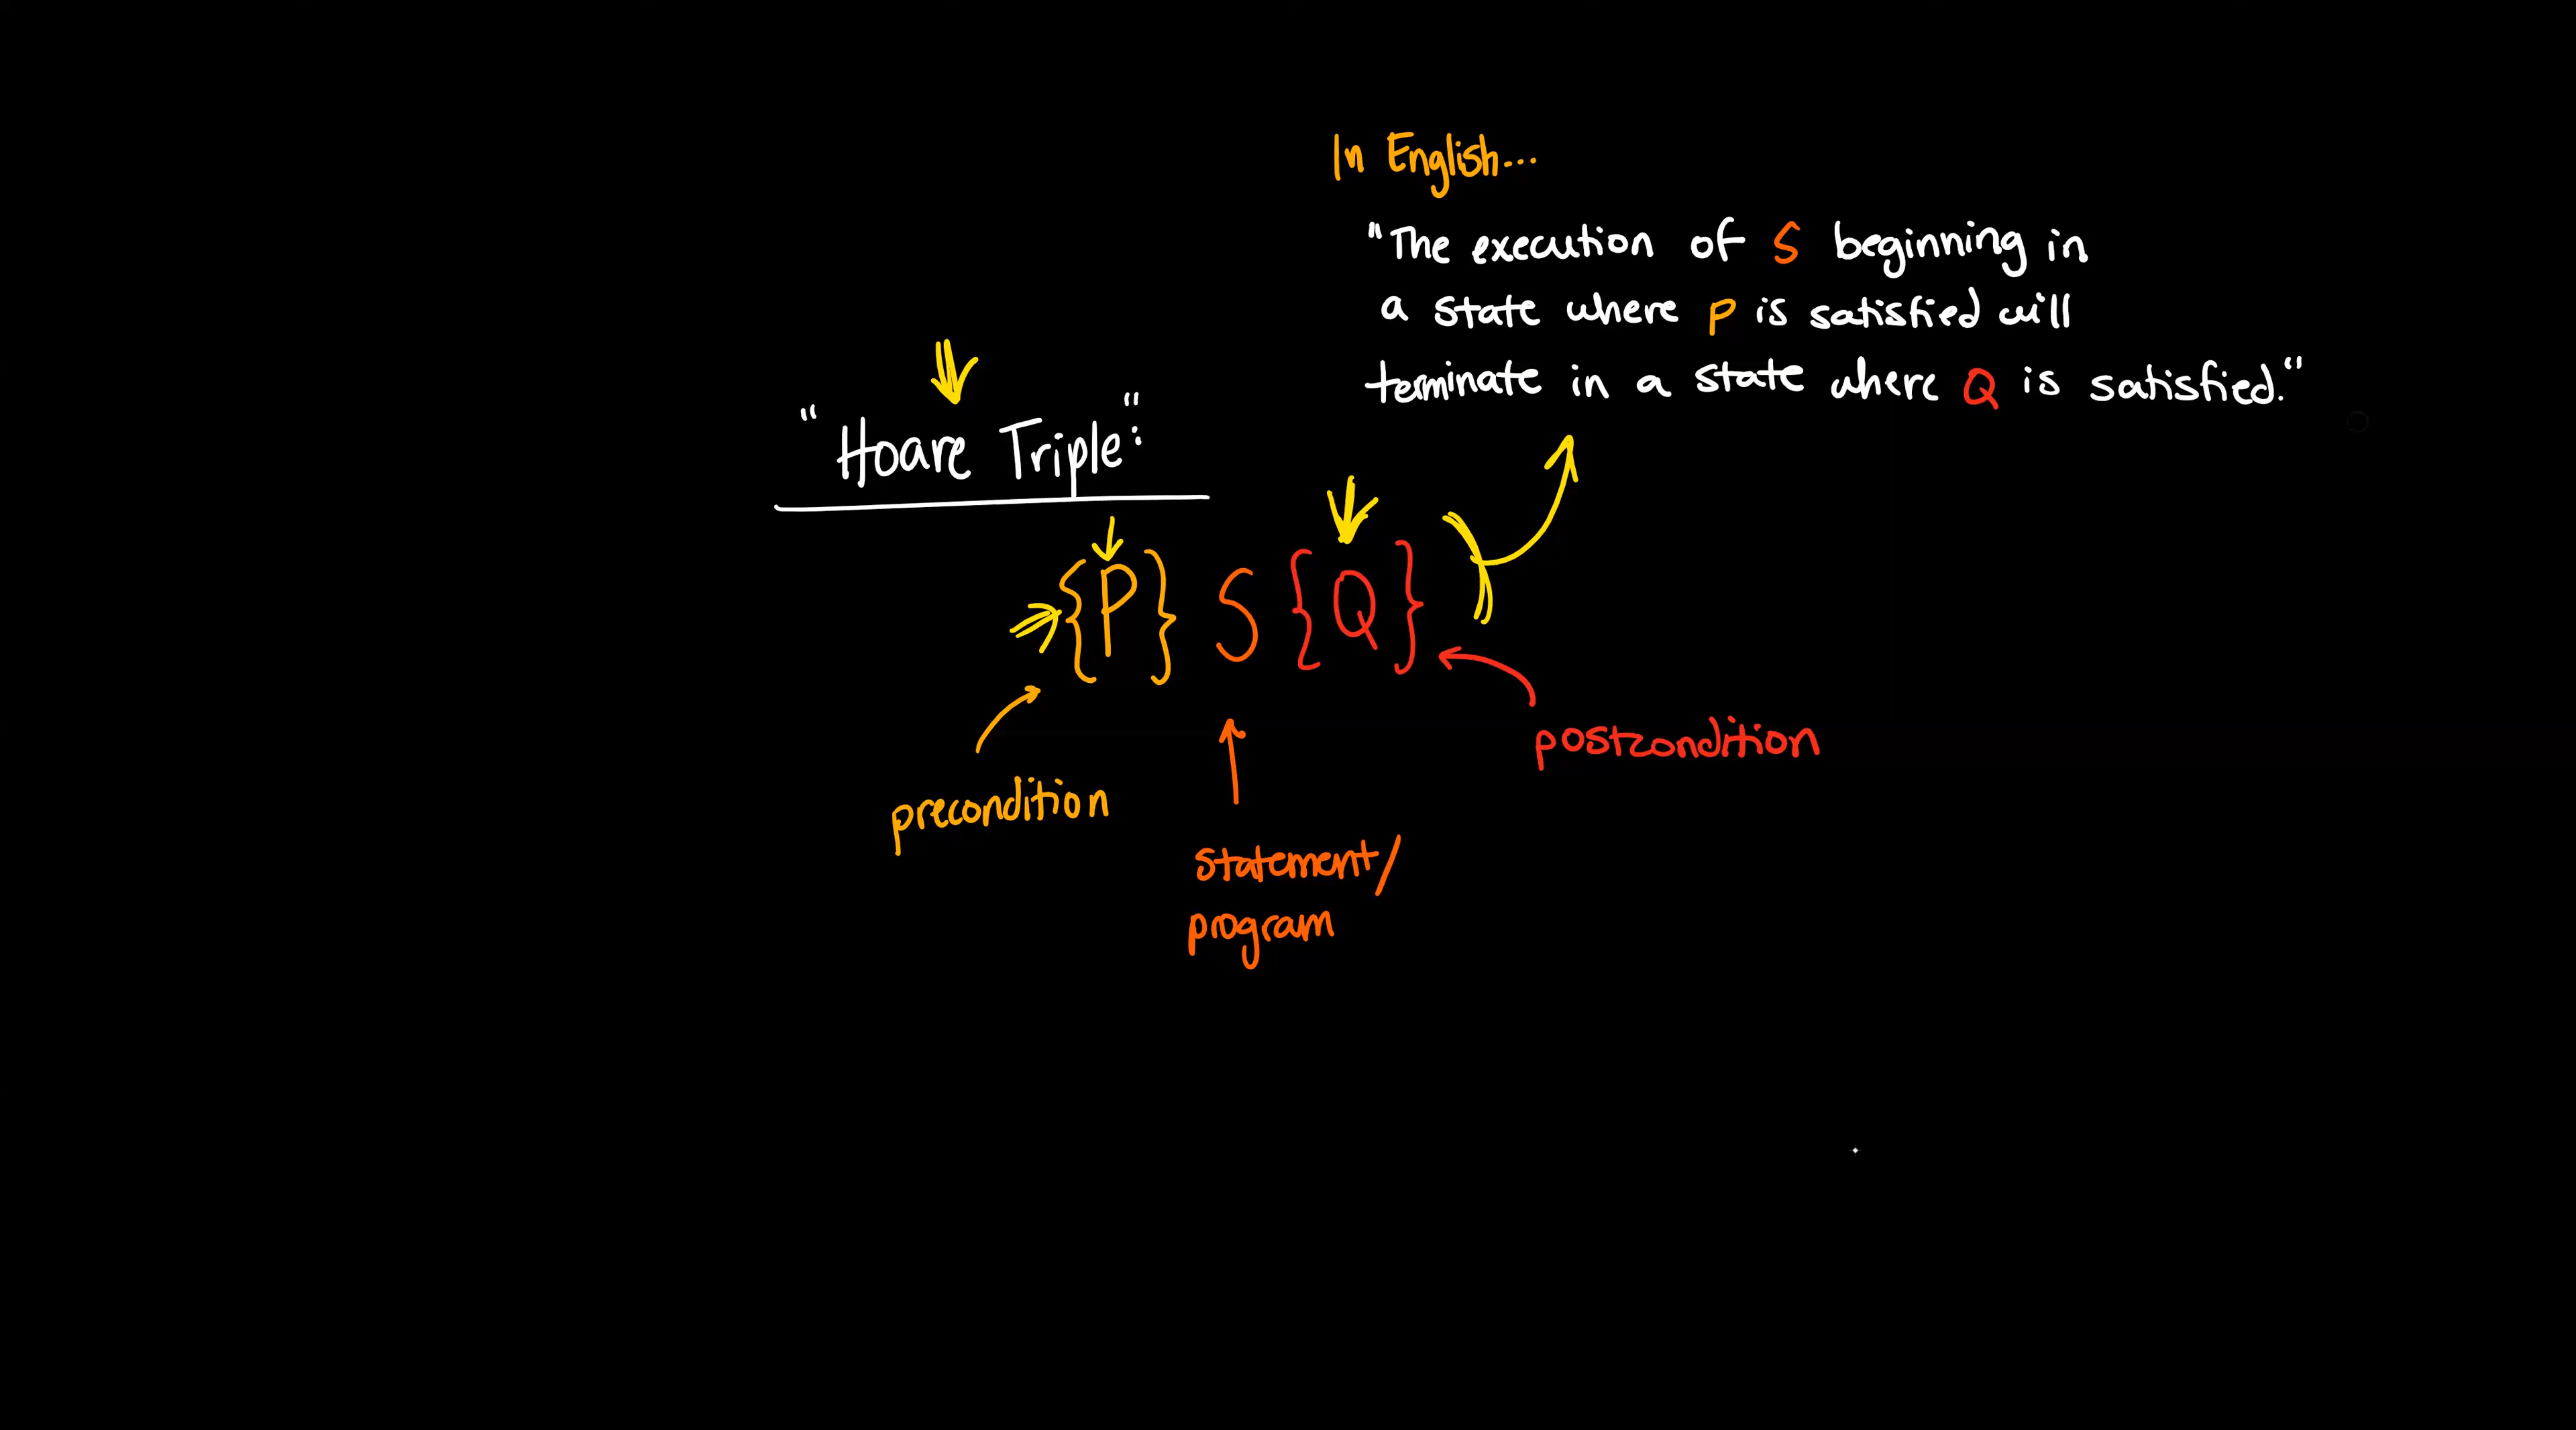 In English...
"The execution of S beginning in
a state where P is satisfied will
terminate in a state where Q is satisfied."
"Hoare Triple:"
{P} S {Q}
precondition
statement/
program
postcondition